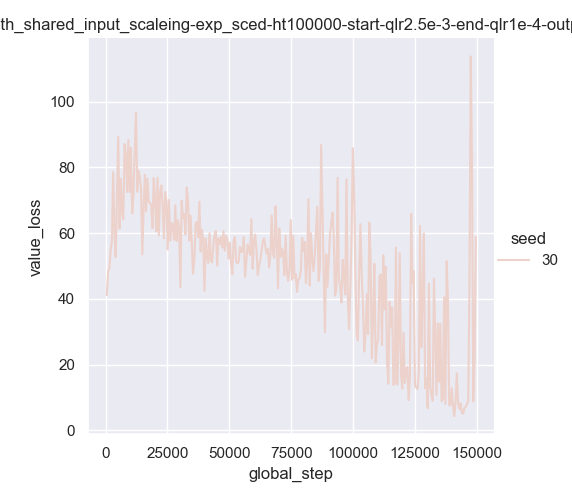 th_shared_input_scaleing-exp_sced-ht100000-start-qlr2.5e-3-end-qlr1e-4-outp
value_loss
100
80
60
40
20
0
0 25000 50000 75000 100000 125000 150000
global_step
seed
30